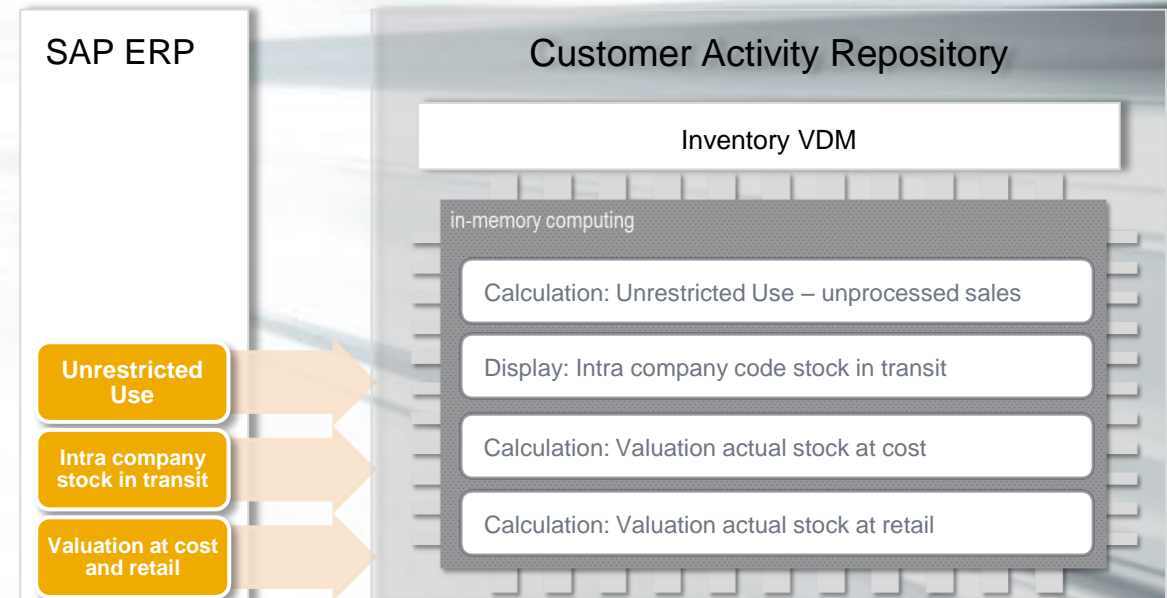 SAP ERP
Customer Activity Repository
Inventory VDM
in-memory computing
Calculation: Unrestricted Use – unprocessed sales
Display: Intra company code stock in transit
Calculation: Valuation actual stock at cost
Calculation: Valuation actual stock at retail
Unrestricted
Use
Intra company
stock in transit
Valuation at cost
and retail